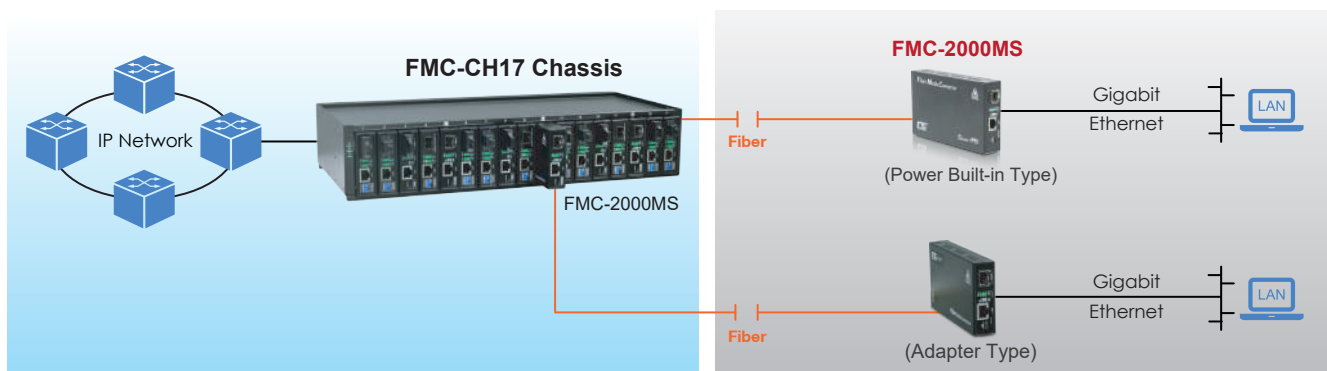 FMC-CH17 Chassis
IP Network
FMC-2000MS
Fiber
Fiber
FMC-2000MS
Gigabit
Ethernet
LAN
(Power Built-in Type)
Gigabit
Ethernet
LAN
(Adapter Type)